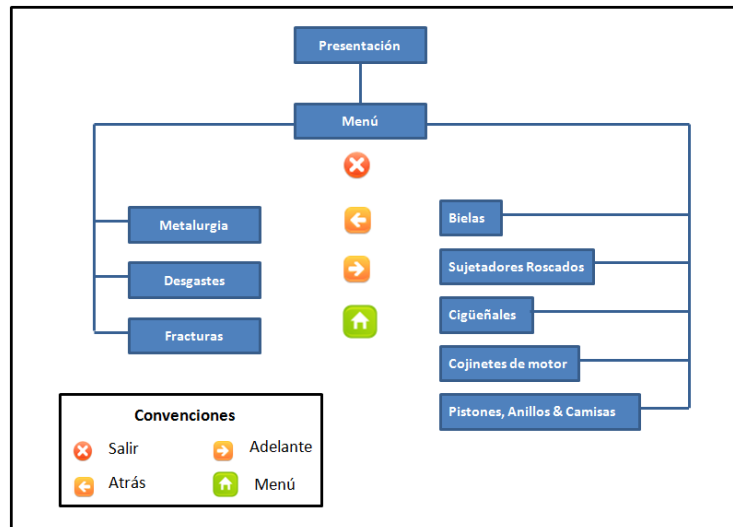 Presentación
Menú
Metalurgia
Desgastes
Fracturas
Bielas
Sujetadores Roscados
Cigüeñales
Cojinetes de motor
Pistones, Anillos & Camisas
Convenciones
Salir
Adelante
Atrás
Menú